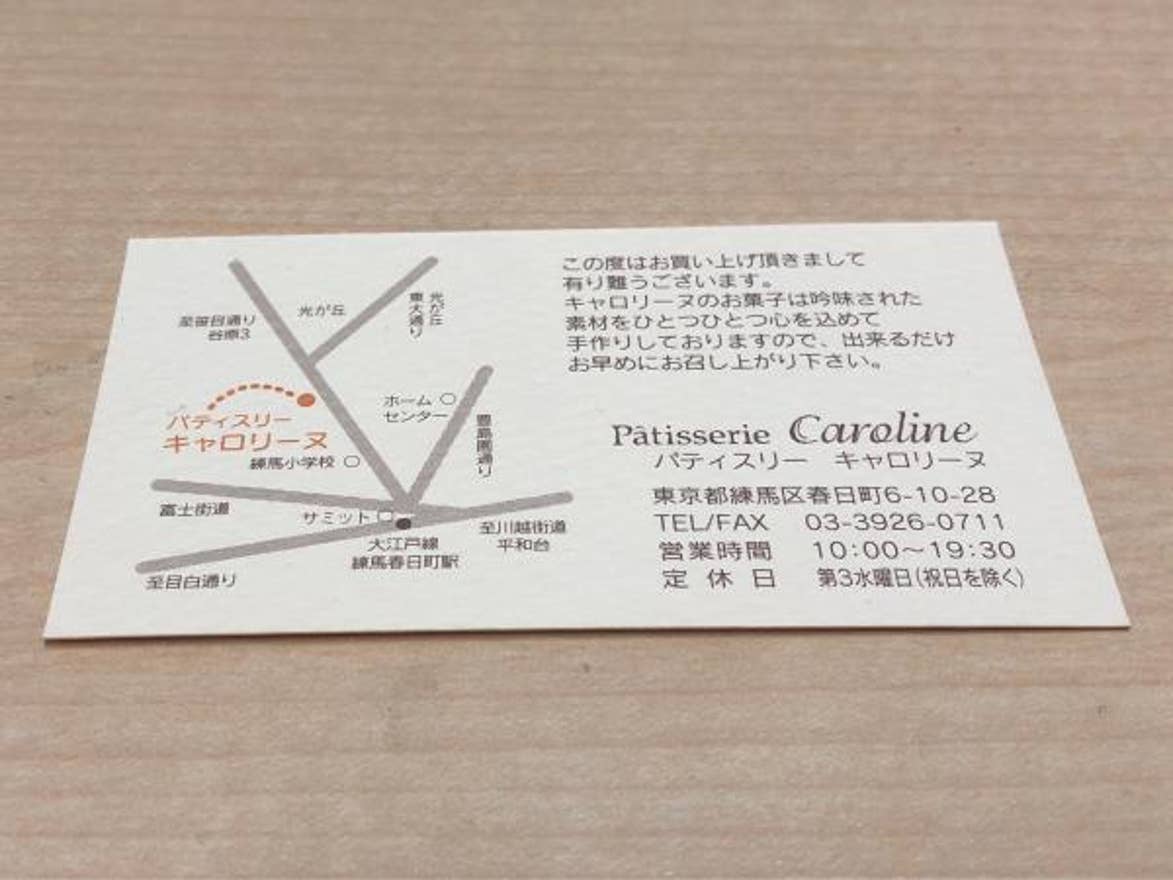 この度はお買い上げ頂きまして
有り難うございます。
キャロリーヌのお菓子は吟味された
素材をひとつひとつ心を込めて
手作りしておりますので、出来るだけ
お早めにお召し上がり下さい。
Pâtisserie Caroline
パティスリー キャロリーヌ
東京都練馬区春日町6-10-28
TEL/FAX 03-3926-0711
営業時間 10:00～19:30
定休日 第3水曜日(祝日を除く)
至笹目通り
谷原3
光が丘
光が丘
東大通り
ホーム
センター
パティスリー
キャロリーヌ
練馬小学校
豊島園通り
富士街道
サミット
大江戸線
練馬春日町駅
至川越街道
平和台
至目白通り